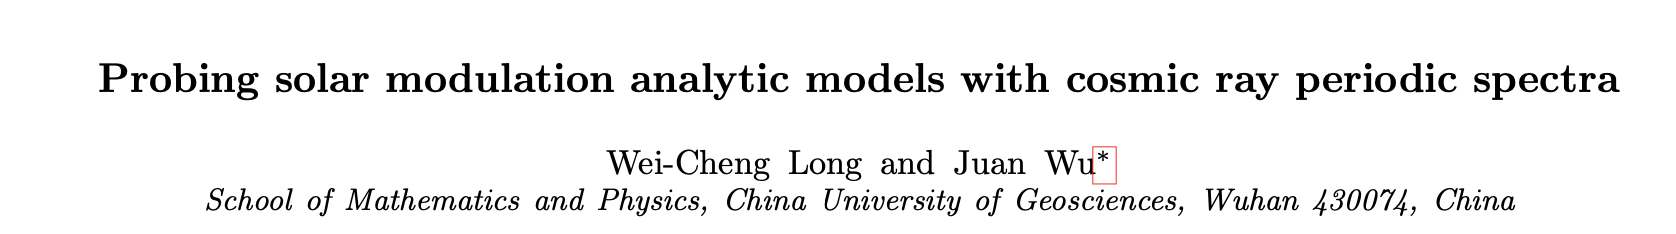 Probing solar modulation analytic models with cosmic ray periodic spectra
Wei-Cheng Long and Juan Wu*
School of Mathematics and Physics, China University of Geosciences, Wuhan 430074, China